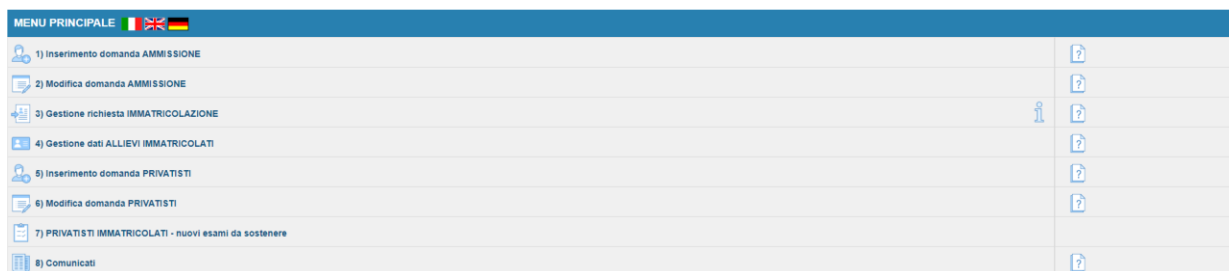 MENU PRINCIPALE
1) Inserimento domanda AMMISSIONE
2) Modifica domanda AMMISSIONE
3) Gestione richiesta IMMATRICOLAZIONE
4) Gestione dati ALLIEVI IMMATRICOLATI
5) Inserimento domanda PRIVATISTI
6) Modifica domanda PRIVATISTI
7) PRIVATISTI IMMATRICOLATI - nuovi esami da sostenere
8) Comunicati